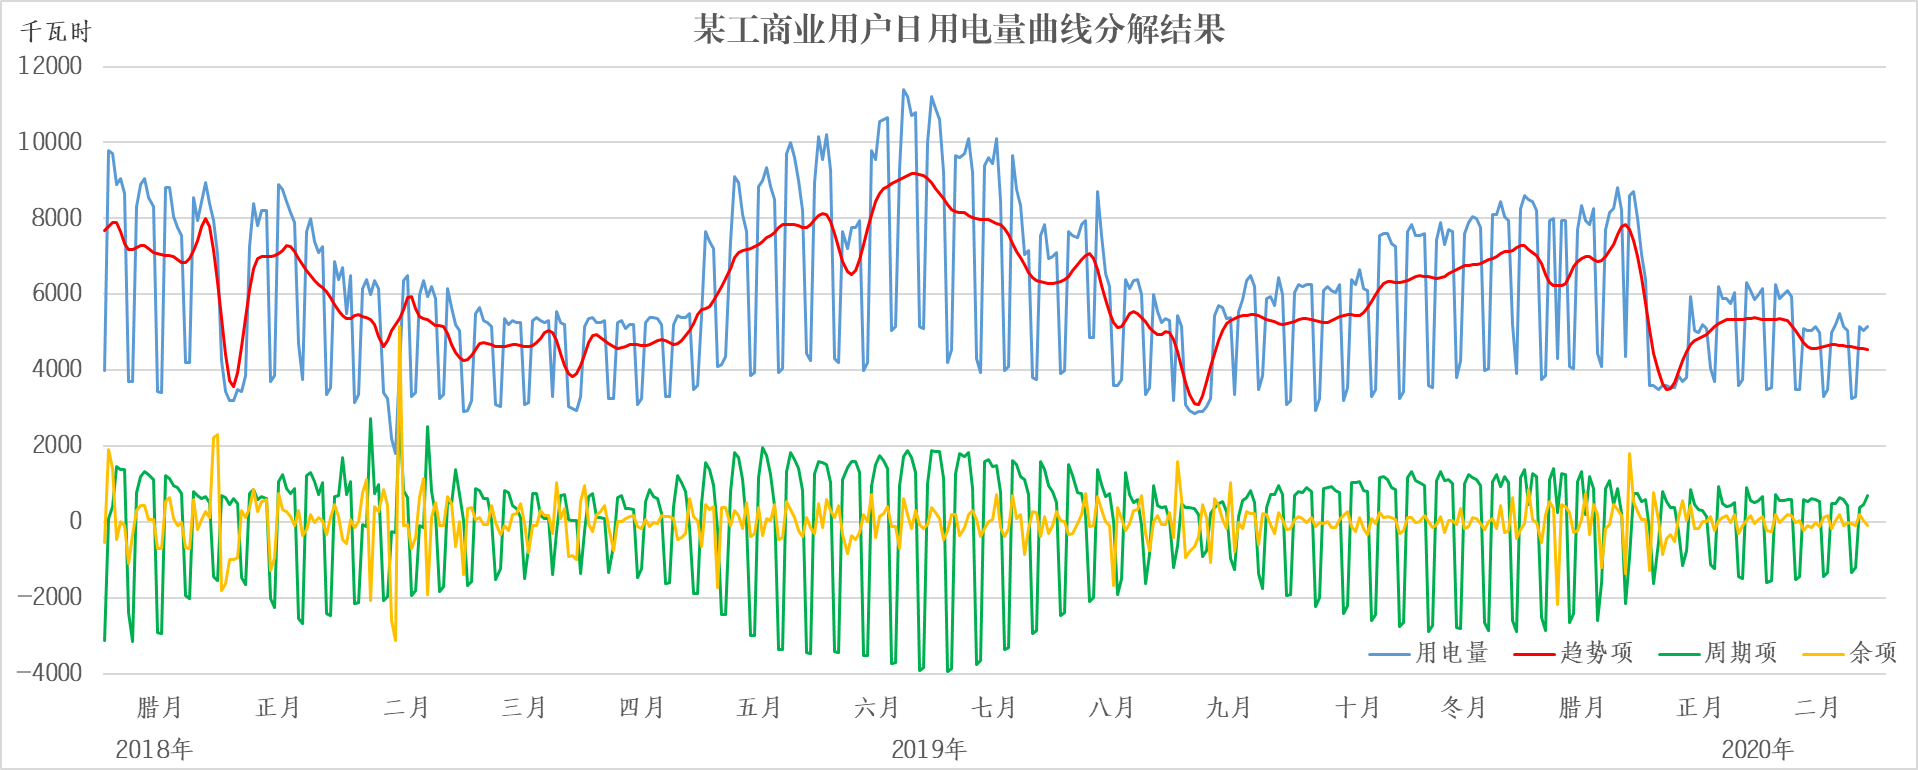 某工商业用户日用电量曲线分解结果
千瓦时
12000
10000
8000
6000
4000
2000
0
-2000
-4000
用电量 趋势项 周期项 余项
腊月 正月 二月 三月 四月 五月 六月 七月 八月 九月 十月 冬月 腊月 正月 二月
2018年 2019年 2020年